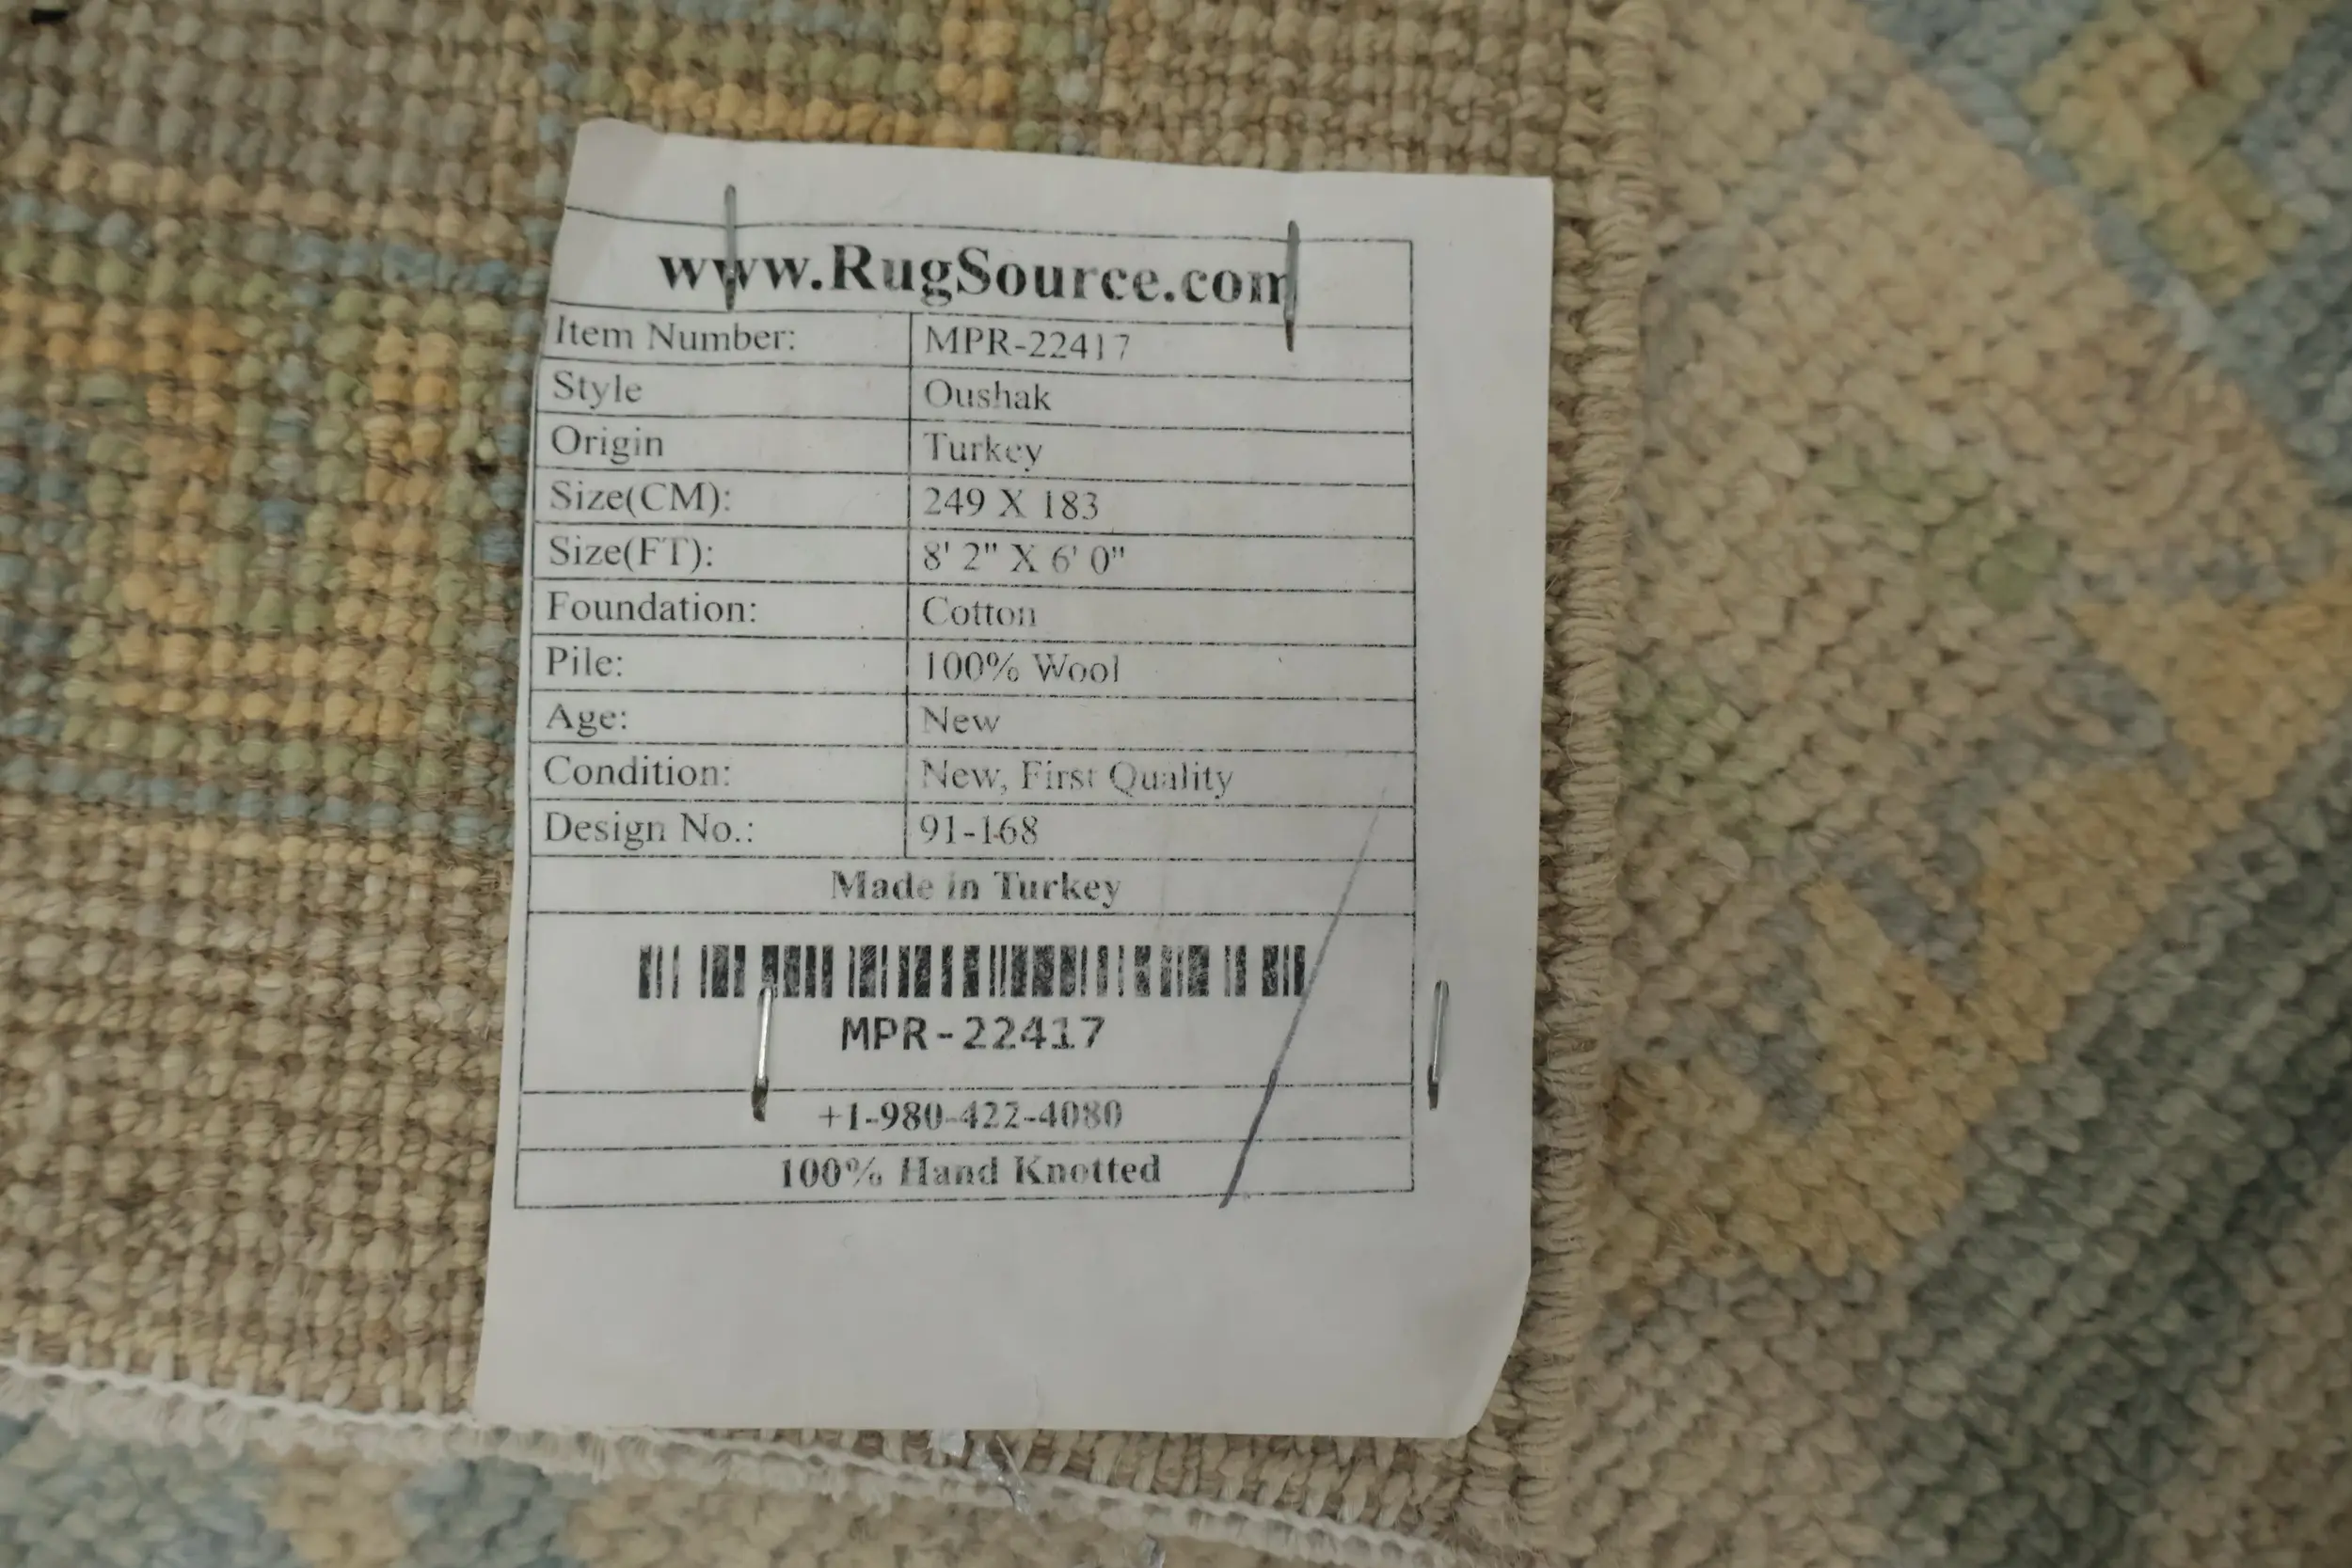 www.RugSource.com
Item Number: MPR-22417
Style Oushak
Origin Turkey
Size(CM): 249 X 183
Size(FT): 8' 2" X 6' 0"
Foundation: Cotton
Pile: 100% Wool
Age: New
Condition: New, First Quality
Design No.: 91-168
Made in Turkey
MPR-22417
+1-980-422-4080
100% Hand Knotted